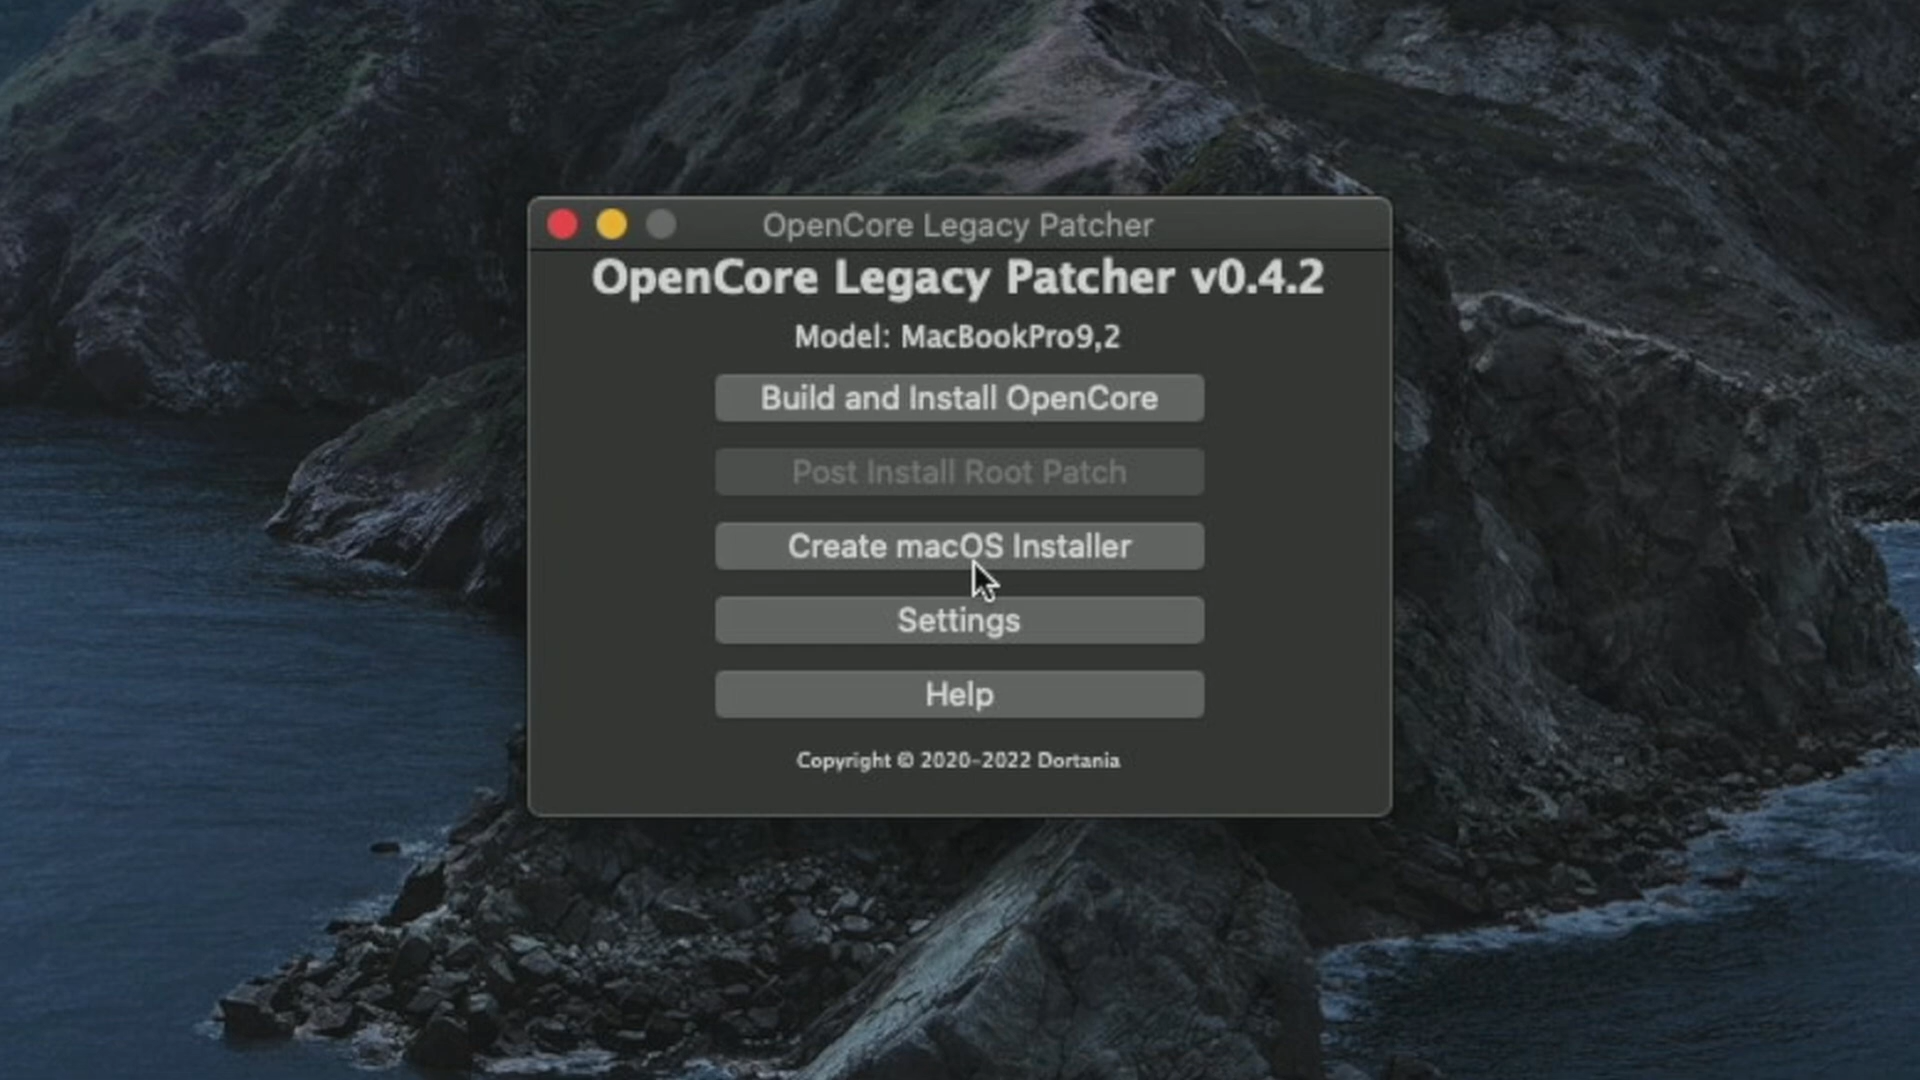 OpenCore Legacy Patcher
OpenCore Legacy Patcher v0.4.2
Model: MacBookPro9,2
Build and Install OpenCore
Post Install Root Patch
Create macOS Installer
Settings
Help
Copyright © 2020-2022 Dortania